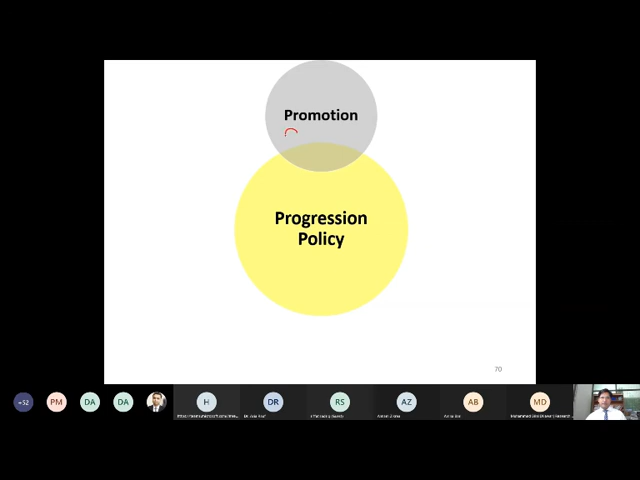 Promotion
Progression
Policy
70
+52
PM
DA
DA
H
DR
RS
AZ
AB
MD